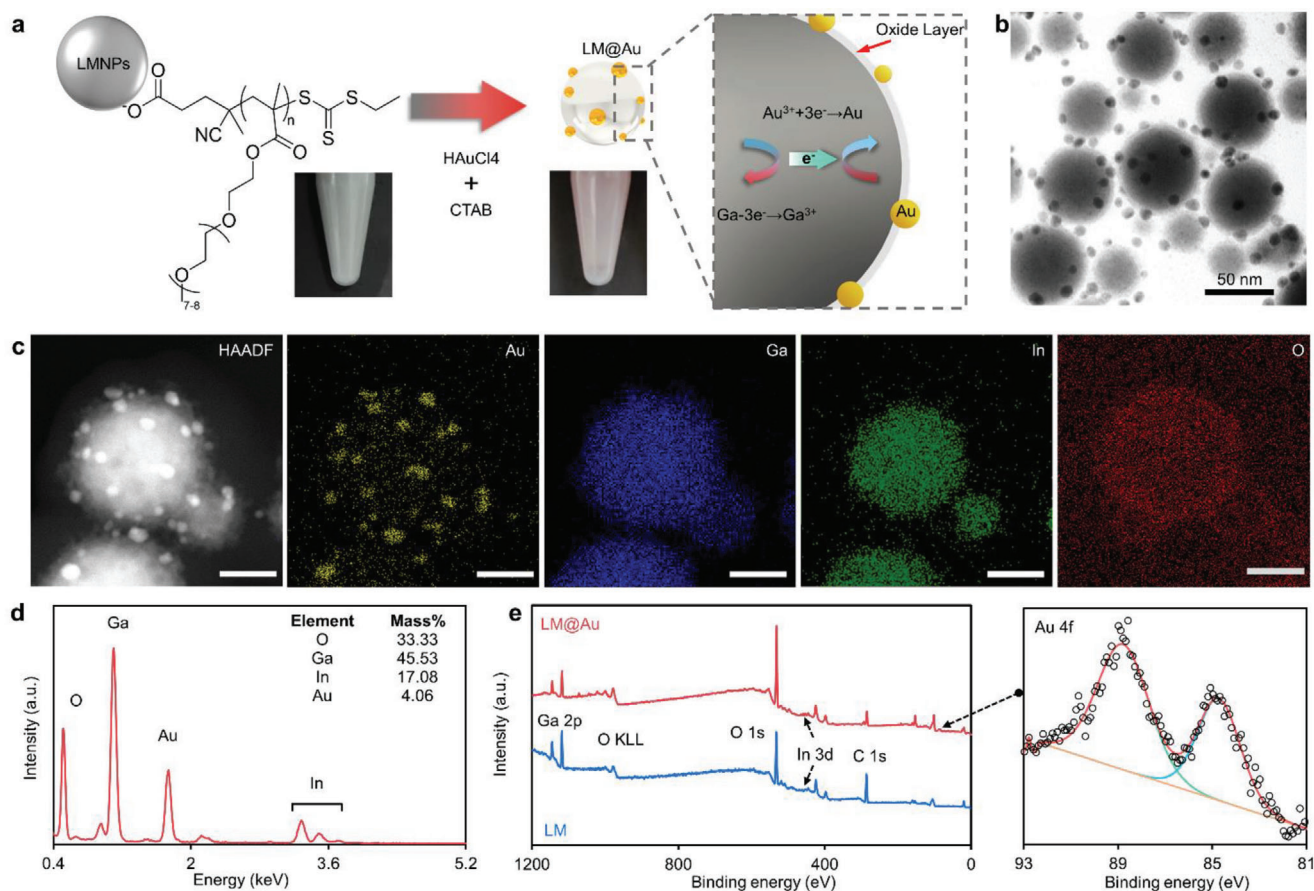 a
LMNPs
O
O
-
NC
n
S
S
S
O
O
O
O
O
7-8
HAuCl4
+
CTAB
LM@Au
Oxide Layer
Au³⁺+3e⁻→Au
e⁻
Ga-3e⁻→Ga³⁺
Au
b
50 nm
c
HAADF
Au
Ga
In
O
d
Intensity (a.u.)
O
Ga
Au
In
Element Mass%
O 33.33
Ga 45.53
In 17.08
Au 4.06
0.4 2 3.6 5.2
Energy (keV)
e
Intensity (a.u.)
LM@Au
Ga 2p
O KLL
O 1s
In 3d
C 1s
LM
1200 800 400 0
Binding energy (eV)
Au 4f
93 89 85 81
Binding energy (eV)